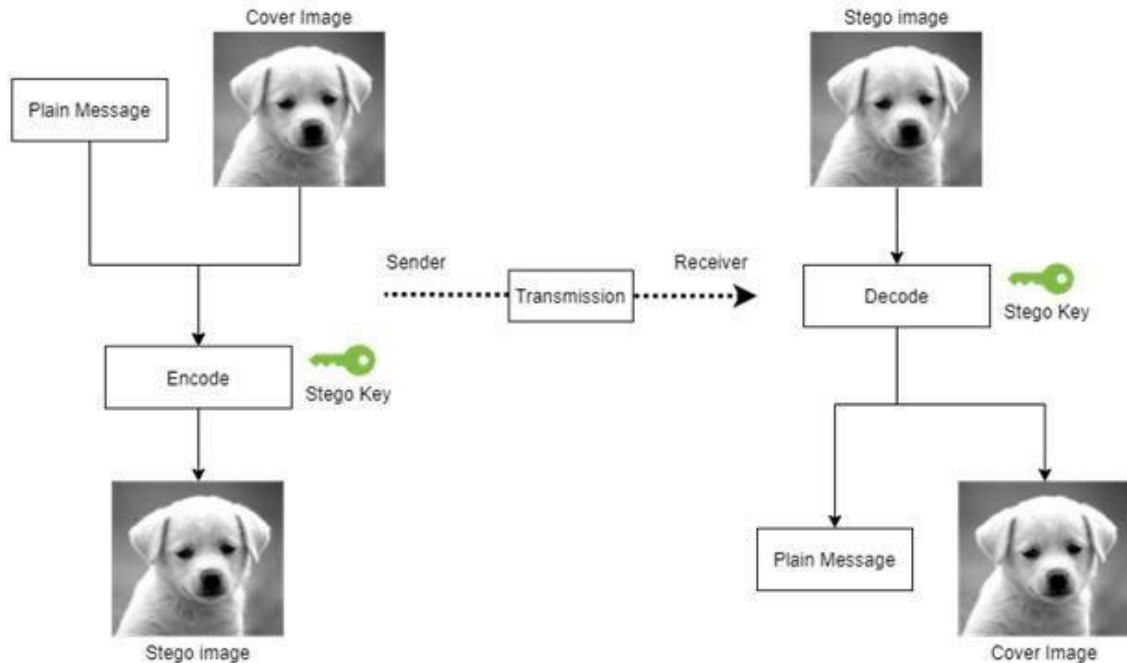 Cover Image
Plain Message
Encode
Stego Key
Stego image
Sender
Transmission
Receiver
Stego image
Decode
Stego Key
Plain Message
Cover Image